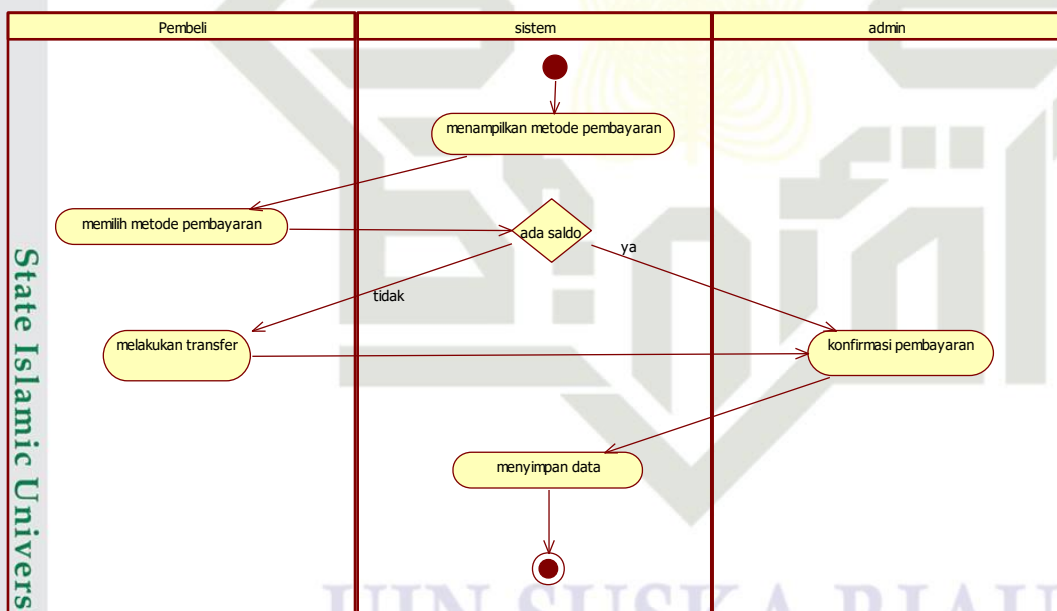 Pembeli
sistem
admin
menampilkan metode pembayaran
memilih metode pembayaran
ada saldo
ya
tidak
melakukan transfer
konfirmasi pembayaran
menyimpan data
State Islamic Univers
UIN SUSKA RIAU